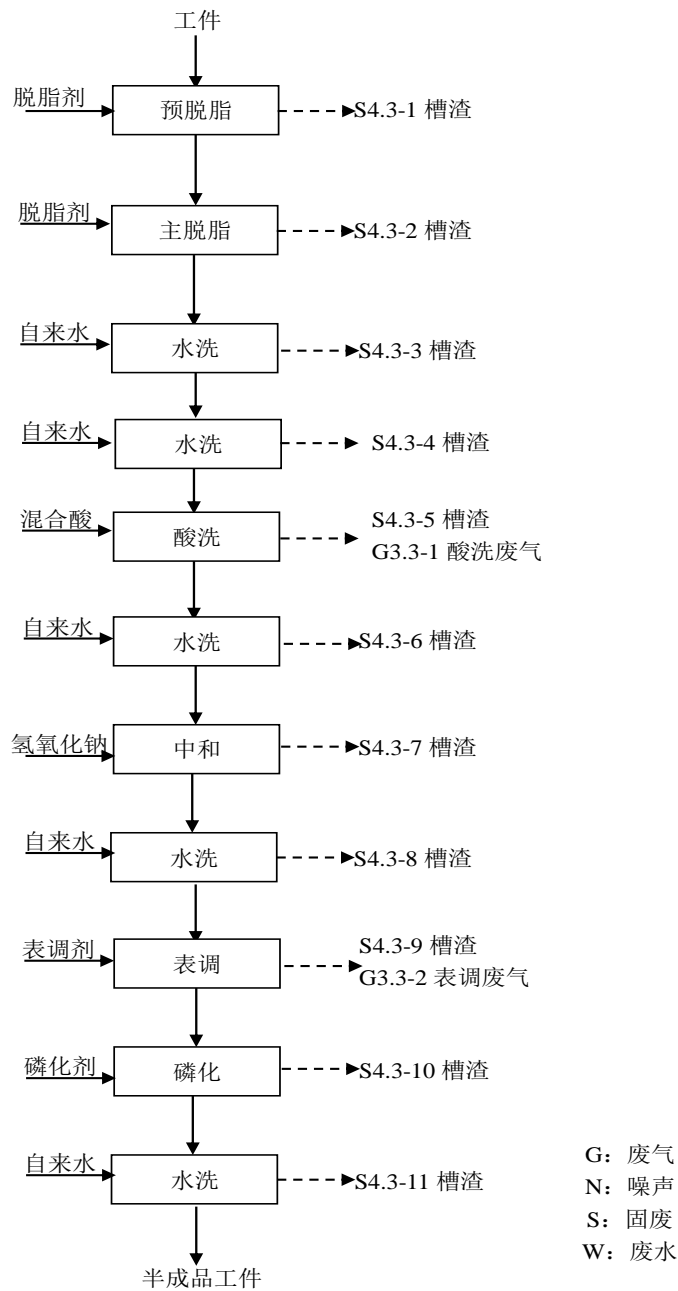 工件
脱脂剂
预脱脂
S4.3-1 槽渣
脱脂剂
主脱脂
S4.3-2 槽渣
自来水
水洗
S4.3-3 槽渣
自来水
水洗
S4.3-4 槽渣
混合酸
酸洗
S4.3-5 槽渣
G3.3-1 酸洗废气
自来水
水洗
S4.3-6 槽渣
氢氧化钠
中和
S4.3-7 槽渣
自来水
水洗
S4.3-8 槽渣
表调剂
表调
S4.3-9 槽渣
G3.3-2 表调废气
磷化剂
磷化
S4.3-10 槽渣
自来水
水洗
S4.3-11 槽渣
半成品工件
G：废气
N：噪声
S：固废
W：废水